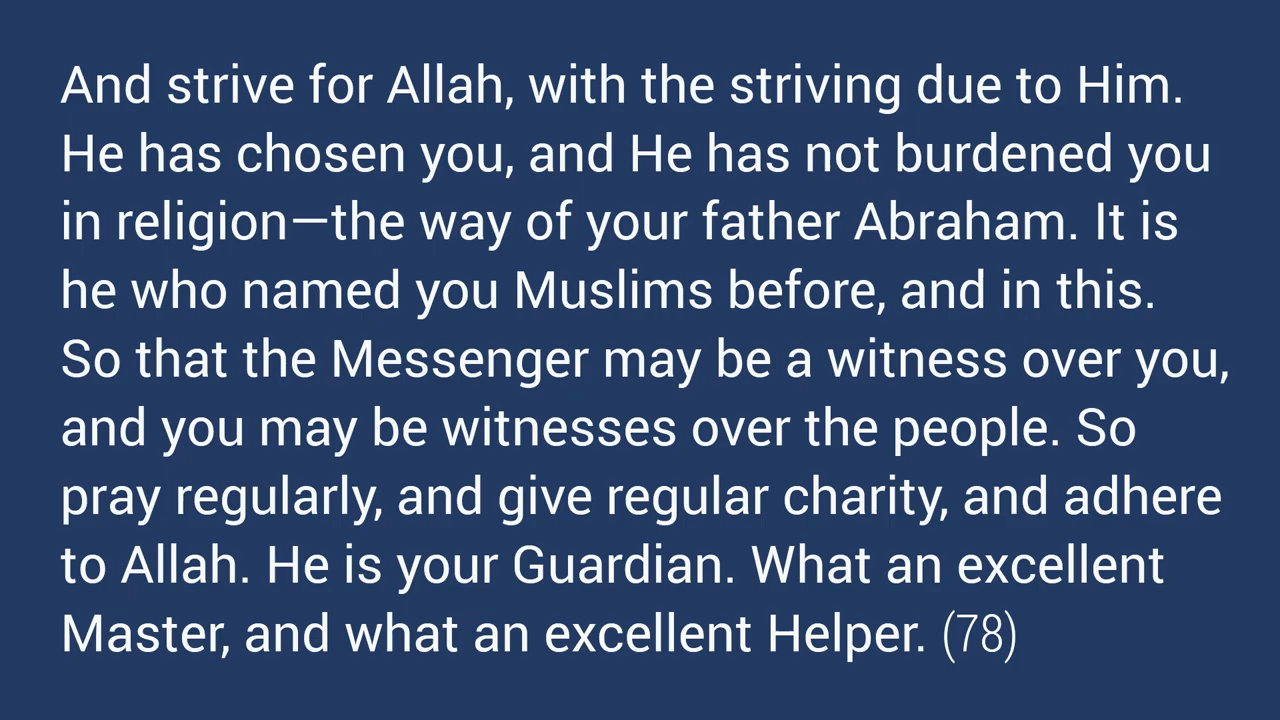 And strive for Allah, with the striving due to Him.
He has chosen you, and He has not burdened you
in religion—the way of your father Abraham. It is
he who named you Muslims before, and in this.
So that the Messenger may be a witness over you,
and you may be witnesses over the people. So
pray regularly, and give regular charity, and adhere
to Allah. He is your Guardian. What an excellent
Master, and what an excellent Helper. (78)